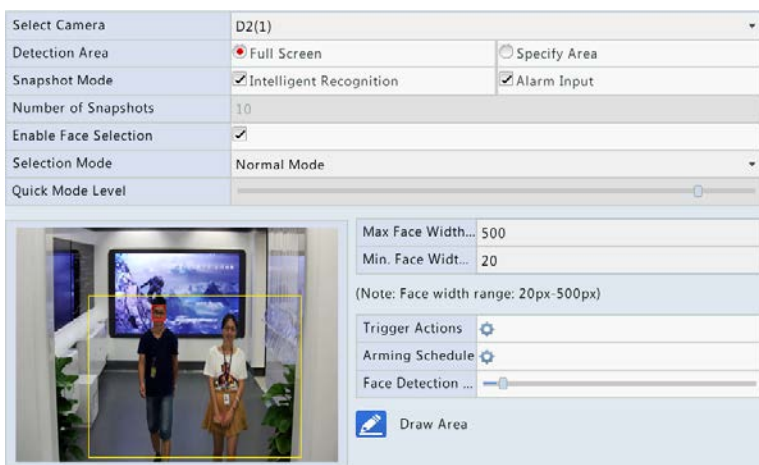 Select Camera D2(1)
Detection Area Full Screen Specify Area
Snapshot Mode Intelligent Recognition Alarm Input
Number of Snapshots 10
Enable Face Selection
Selection Mode Normal Mode
Quick Mode Level
Max Face Width... 500
Min. Face Widt... 20
(Note: Face width range: 20px-500px)
Trigger Actions
Arming Schedule
Face Detection ...
Draw Area